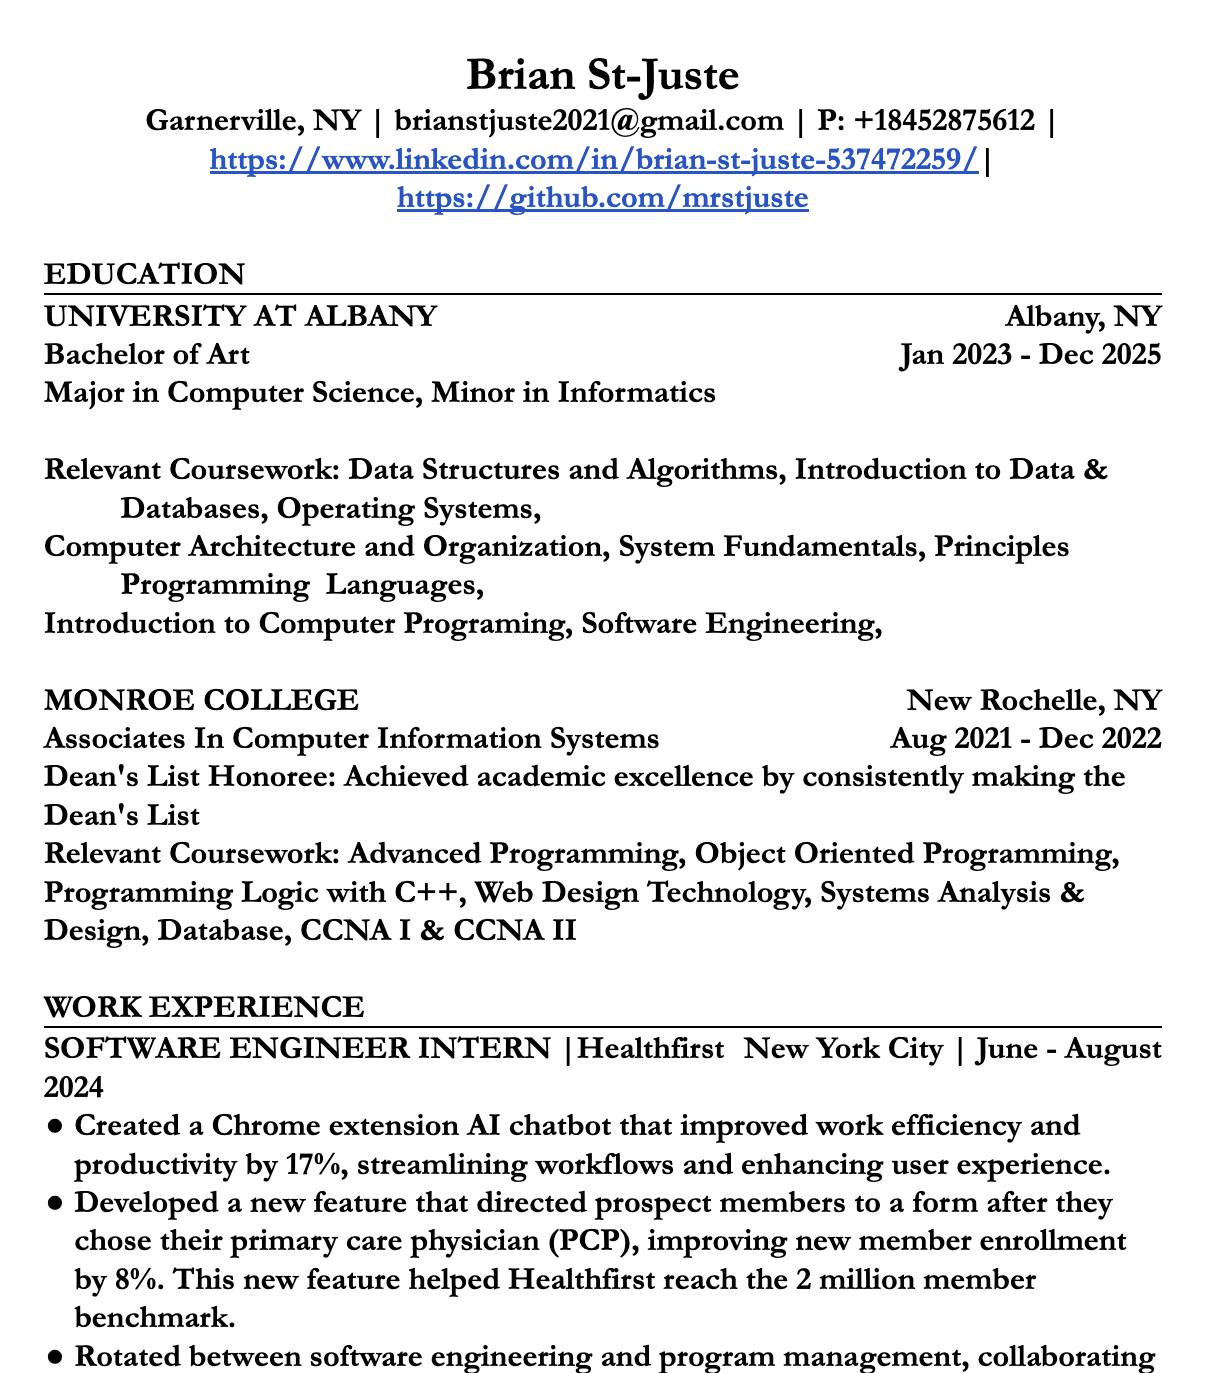 Brian St-Juste
Garnerville, NY | brianstjuste2021@gmail.com | P: +18452875612 |
https://www.linkedin.com/in/brian-st-juste-537472259/ |
https://github.com/mrstjuste
EDUCATION
UNIVERSITY AT ALBANY Albany, NY
Bachelor of Art Jan 2023 - Dec 2025
Major in Computer Science, Minor in Informatics
Relevant Coursework: Data Structures and Algorithms, Introduction to Data &
Databases, Operating Systems,
Computer Architecture and Organization, System Fundamentals, Principles
Programming Languages,
Introduction to Computer Programing, Software Engineering,
MONROE COLLEGE New Rochelle, NY
Associates In Computer Information Systems Aug 2021 - Dec 2022
Dean's List Honoree: Achieved academic excellence by consistently making the
Dean's List
Relevant Coursework: Advanced Programming, Object Oriented Programming,
Programming Logic with C++, Web Design Technology, Systems Analysis &
Design, Database, CCNA I & CCNA II
WORK EXPERIENCE
SOFTWARE ENGINEER INTERN |Healthfirst New York City | June - August
2024
● Created a Chrome extension AI chatbot that improved work efficiency and
productivity by 17%, streamlining workflows and enhancing user experience.
● Developed a new feature that directed prospect members to a form after they
chose their primary care physician (PCP), improving new member enrollment
by 8%. This new feature helped Healthfirst reach the 2 million member
benchmark.
● Rotated between software engineering and program management, collaborating